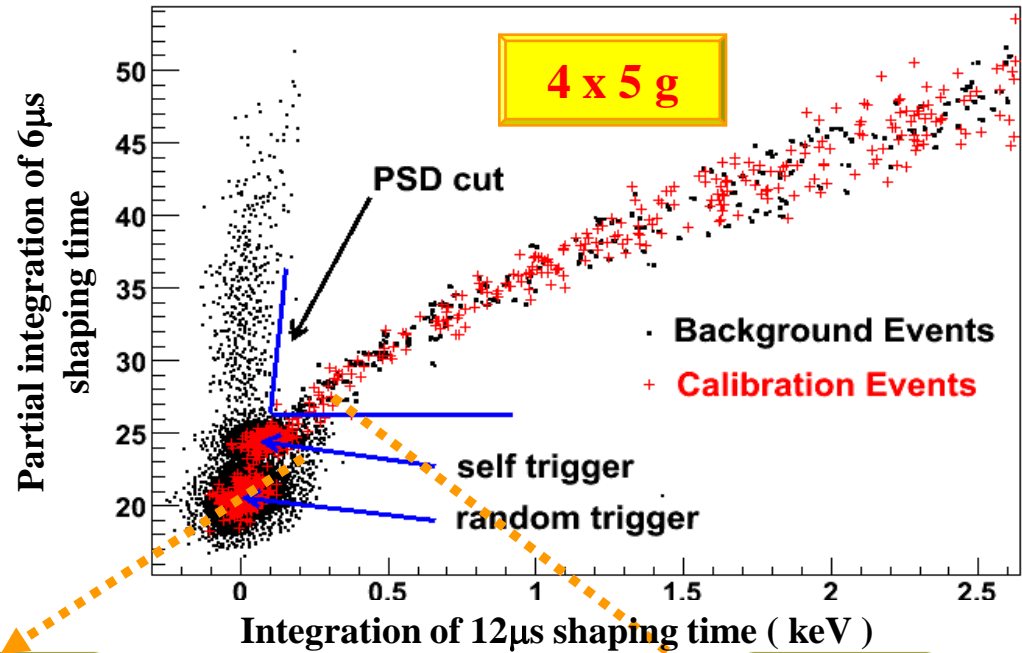 4 x 5 g
PSD cut
Background Events
Calibration Events
self trigger
random trigger
Partial integration of 6μs
shaping time
50
45
40
35
30
25
20
0
0.5
1
1.5
2
2.5
Integration of 12μs shaping time ( keV )